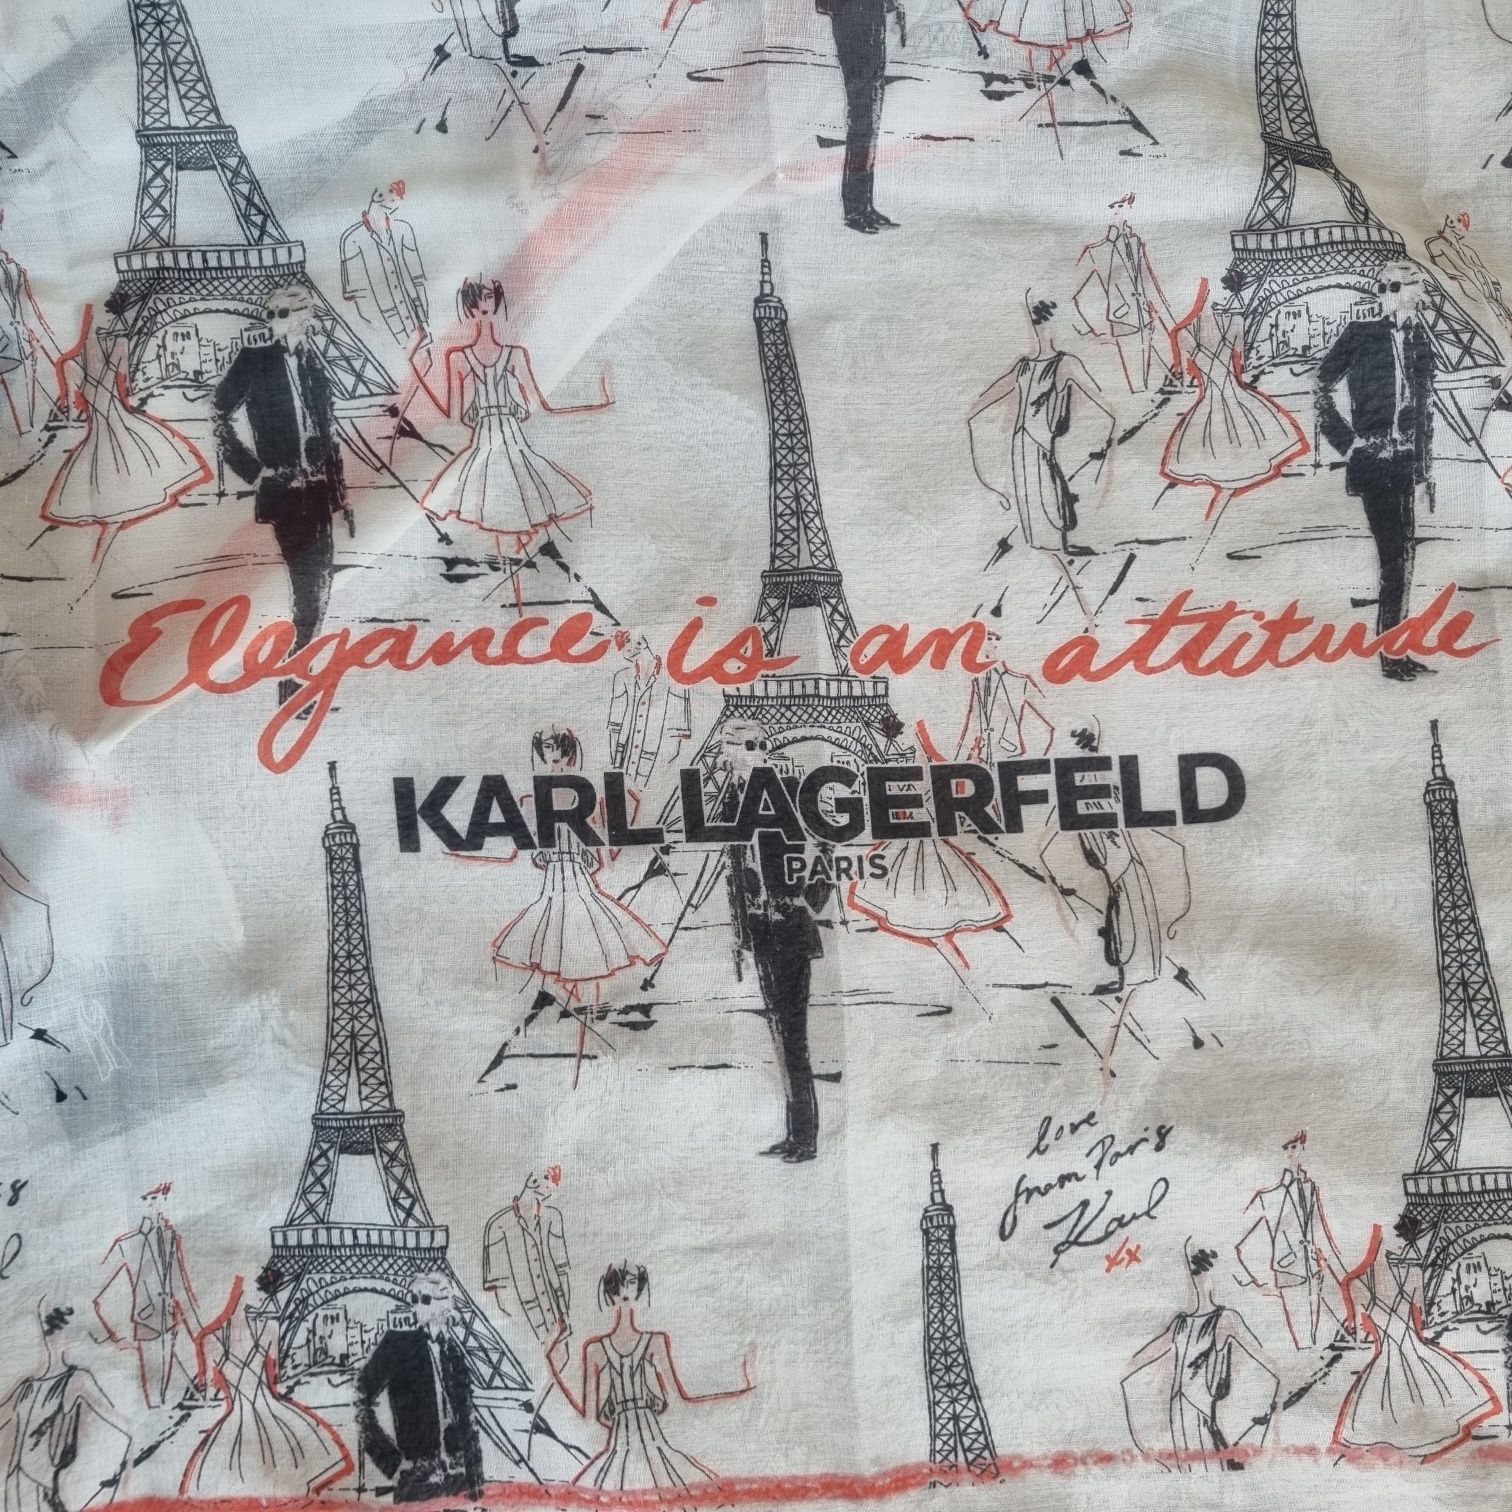 Elegance is an attitude
KARL LAGERFELD
PARIS
love
from Paris
Karl
xx